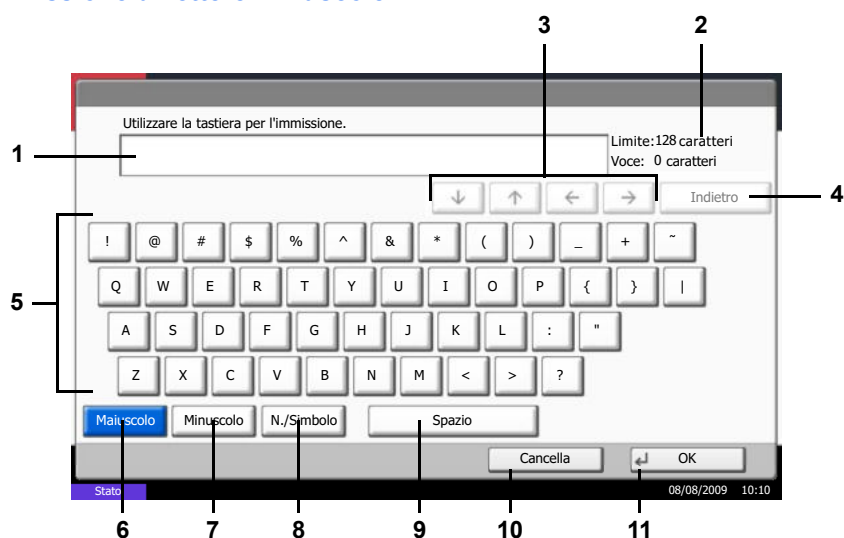 3 2
Utilizzare la tastiera per l'immissione.
Limite:128 caratteri
1
Voce: 0 caratteri
↓ ↑ ← → Indietro 4
! @ # $ % ^ & * ( ) _ + ~
5
Q W E R T Y U I O P { } |
A S D F G H J K L : "
Z X C V B N M < > ?
Maiuscolo Minuscolo N./Simbolo Spazio
Cancella ↵ OK
Stato 08/08/2009 10:10
6 7 8 9 10 11